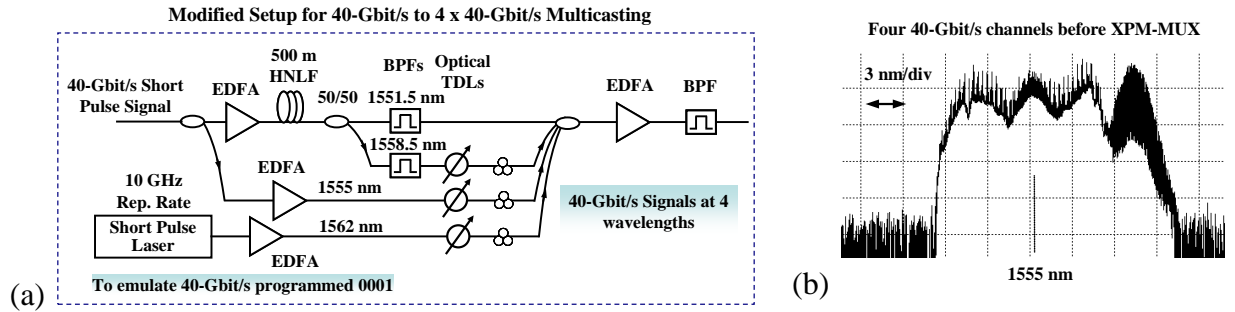 Modified Setup for 40-Gbit/s to 4 x 40-Gbit/s Multicasting
40-Gbit/s Short
Pulse Signal
EDFA
500 m
HNLF
50/50
BPFs
1551.5 nm
Optical
TDLs
1558.5 nm
EDFA
BPF
EDFA
1555 nm
10 GHz
Rep. Rate
Short Pulse
Laser
1562 nm
EDFA
40-Gbit/s Signals at 4
wavelengths
To emulate 40-Gbit/s programmed 0001
(a)
Four 40-Gbit/s channels before XPM-MUX
3 nm/div
1555 nm
(b)